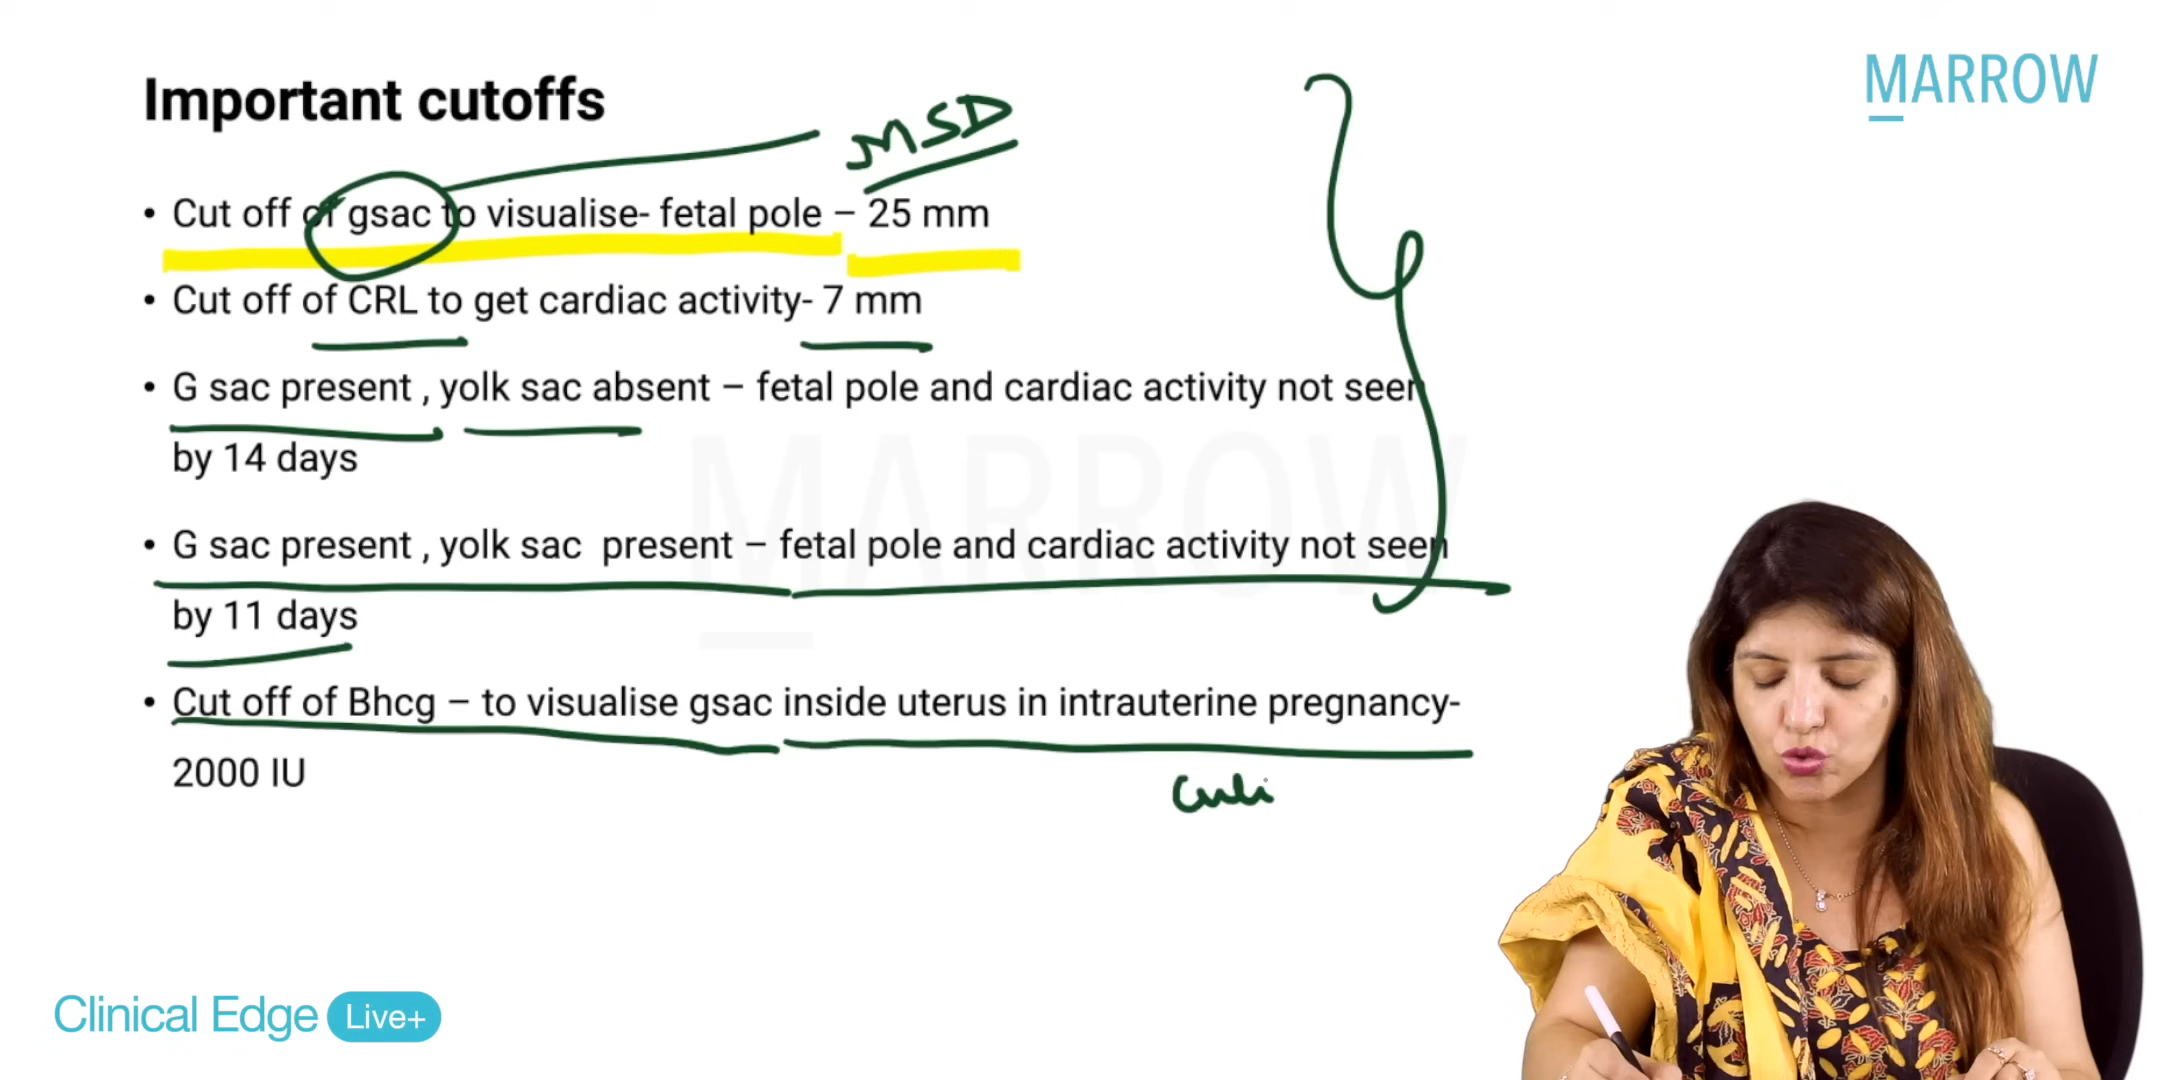 Important cutoffs
MARROW
MSD
• Cut off of gsac to visualise- fetal pole – 25 mm
• Cut off of CRL to get cardiac activity- 7 mm
• G sac present , yolk sac absent – fetal pole and cardiac activity not seen
by 14 days
MARROW
• G sac present , yolk sac  present – fetal pole and cardiac activity not seen
by 11 days
• Cut off of Bhcg – to visualise gsac inside uterus in intrauterine pregnancy-
2000 IU
Clinical Edge Live+